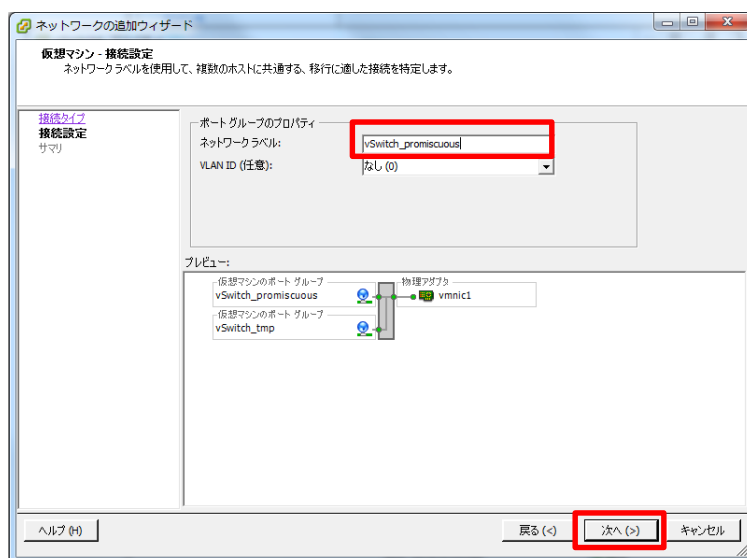 ネットワークの追加ウィザード
仮想マシン - 接続設定
ネットワークラベルを使用して、複数のホストに共通する、移行に適した接続を特定します。
接続タイプ
接続設定
サマリ
ポート グループのプロパティ
ネットワーク ラベル:
vSwitch_promiscuous
VLAN ID (任意):
なし (0)
プレビュー:
仮想マシンのポート グループ
vSwitch_promiscuous
物理アダプタ
vmnic1
仮想マシンのポート グループ
vSwitch_tmp
ヘルプ (H)
戻る (<)
次へ (>)
キャンセル